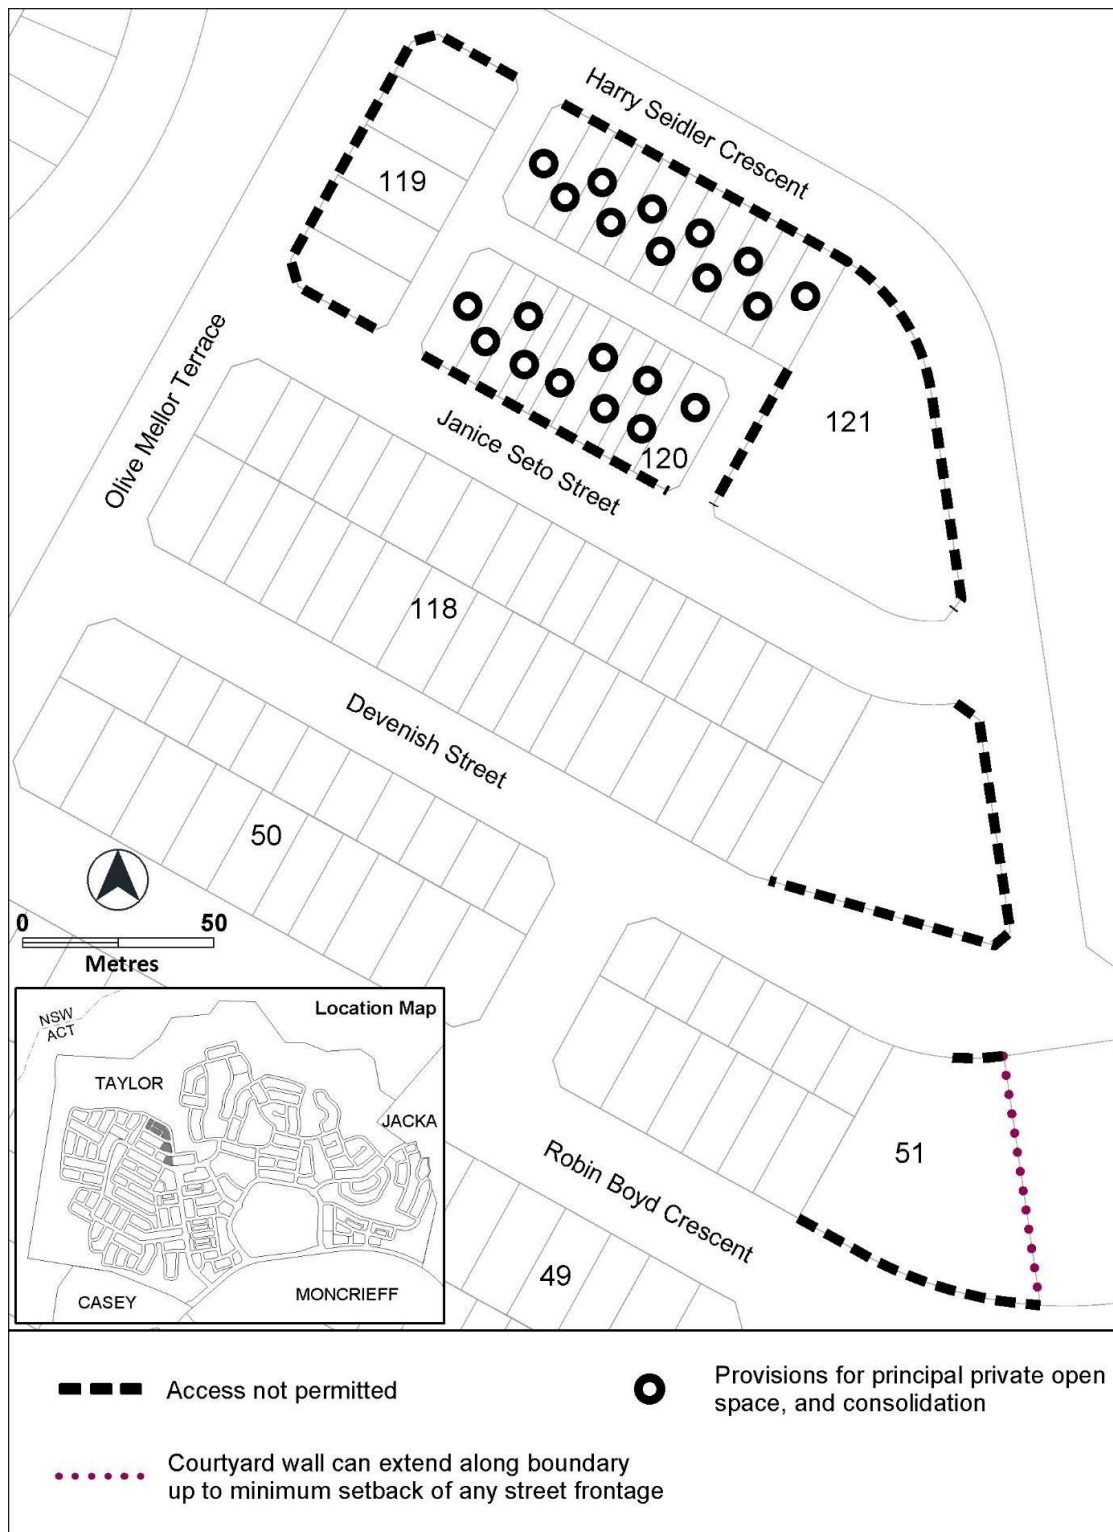 Harry Seidler Crescent
119
Olive Mellor Terrace
121
Janice Seto Street
120
118
Devenish Street
50
0 50
Metres
51
Robin Boyd Crescent
49
Location Map
NSW
ACT
TAYLOR
JACKA
CASEY
MONCRIEFF
Access not permitted
Provisions for principal private open
space, and consolidation
Courtyard wall can extend along boundary
up to minimum setback of any street frontage